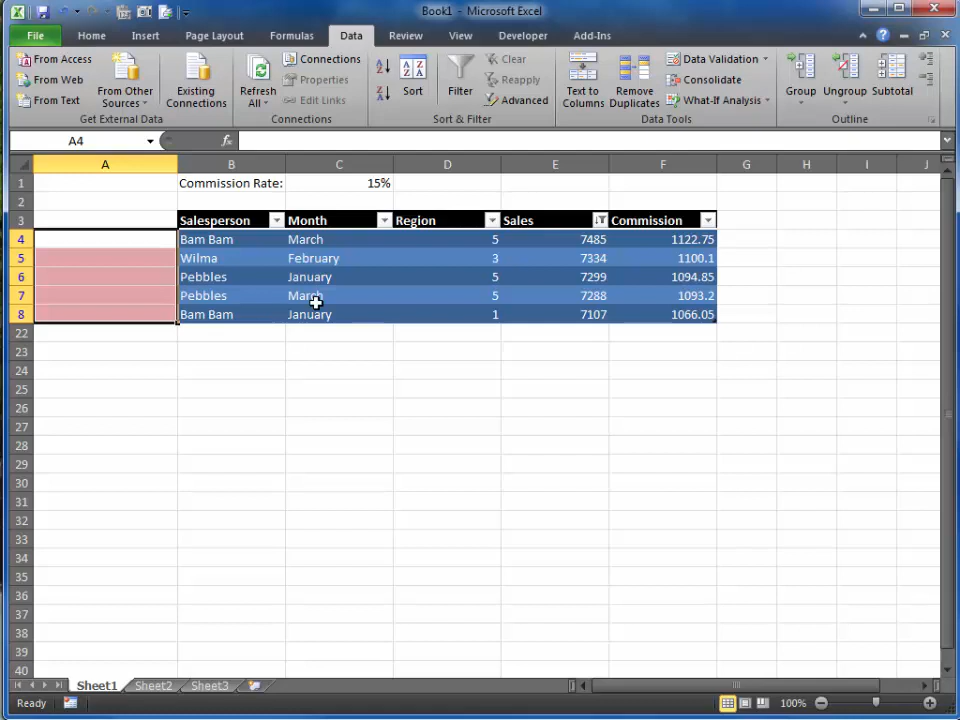 Book1 - Microsoft Excel
File Home Insert Page Layout Formulas Data Review View Developer Add-Ins
From Access
From Web
From Text
From Other Sources
Existing Connections
Get External Data
Refresh All
Connections
Properties
Edit Links
Connections
Sort
Filter
Clear
Reapply
Advanced
Sort & Filter
Text to Columns
Remove Duplicates
Data Validation
Consolidate
What-If Analysis
Data Tools
Group
Ungroup
Subtotal
Outline
A4 fx
A B C D E F G H I J
1 Commission Rate: 15%
2
3 Salesperson Month Region Sales Commission
4 Bam Bam March 5 7485 1122.75
5 Wilma February 3 7334 1100.1
6 Pebbles January 5 7299 1094.85
7 Pebbles March 5 7288 1093.2
8 Bam Bam January 1 7107 1066.05
22
23
24
25
26
27
28
29
30
31
32
33
34
35
36
37
38
39
40
Sheet1 Sheet2 Sheet3
Ready 100%